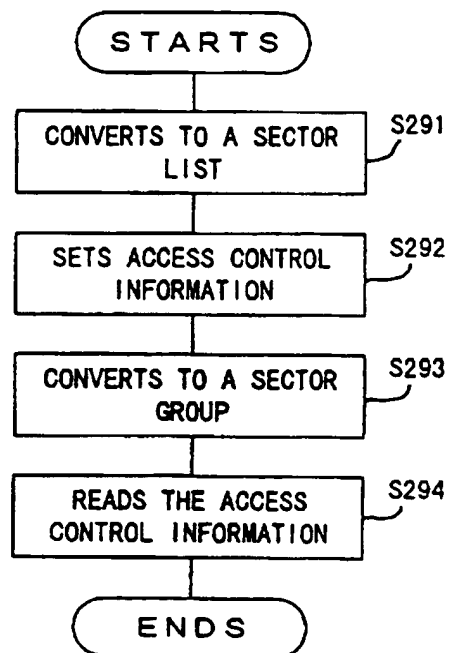 STARTS
CONVERTS TO A SECTOR
LIST
S291
SETS ACCESS CONTROL
INFORMATION
S292
CONVERTS TO A SECTOR
GROUP
S293
READS THE ACCESS
CONTROL INFORMATION
S294
ENDS